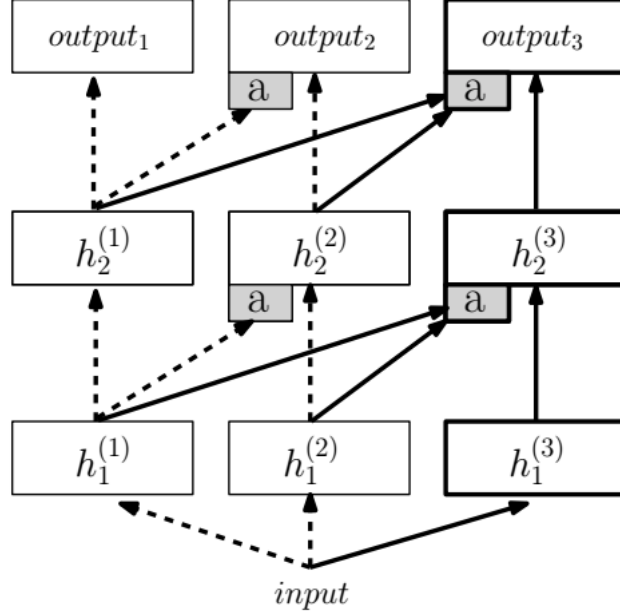 output₁ output₂ output₃
a a
h₂⁽¹⁾ h₂⁽²⁾ h₂⁽³⁾
a a
h₁⁽¹⁾ h₁⁽²⁾ h₁⁽³⁾
input